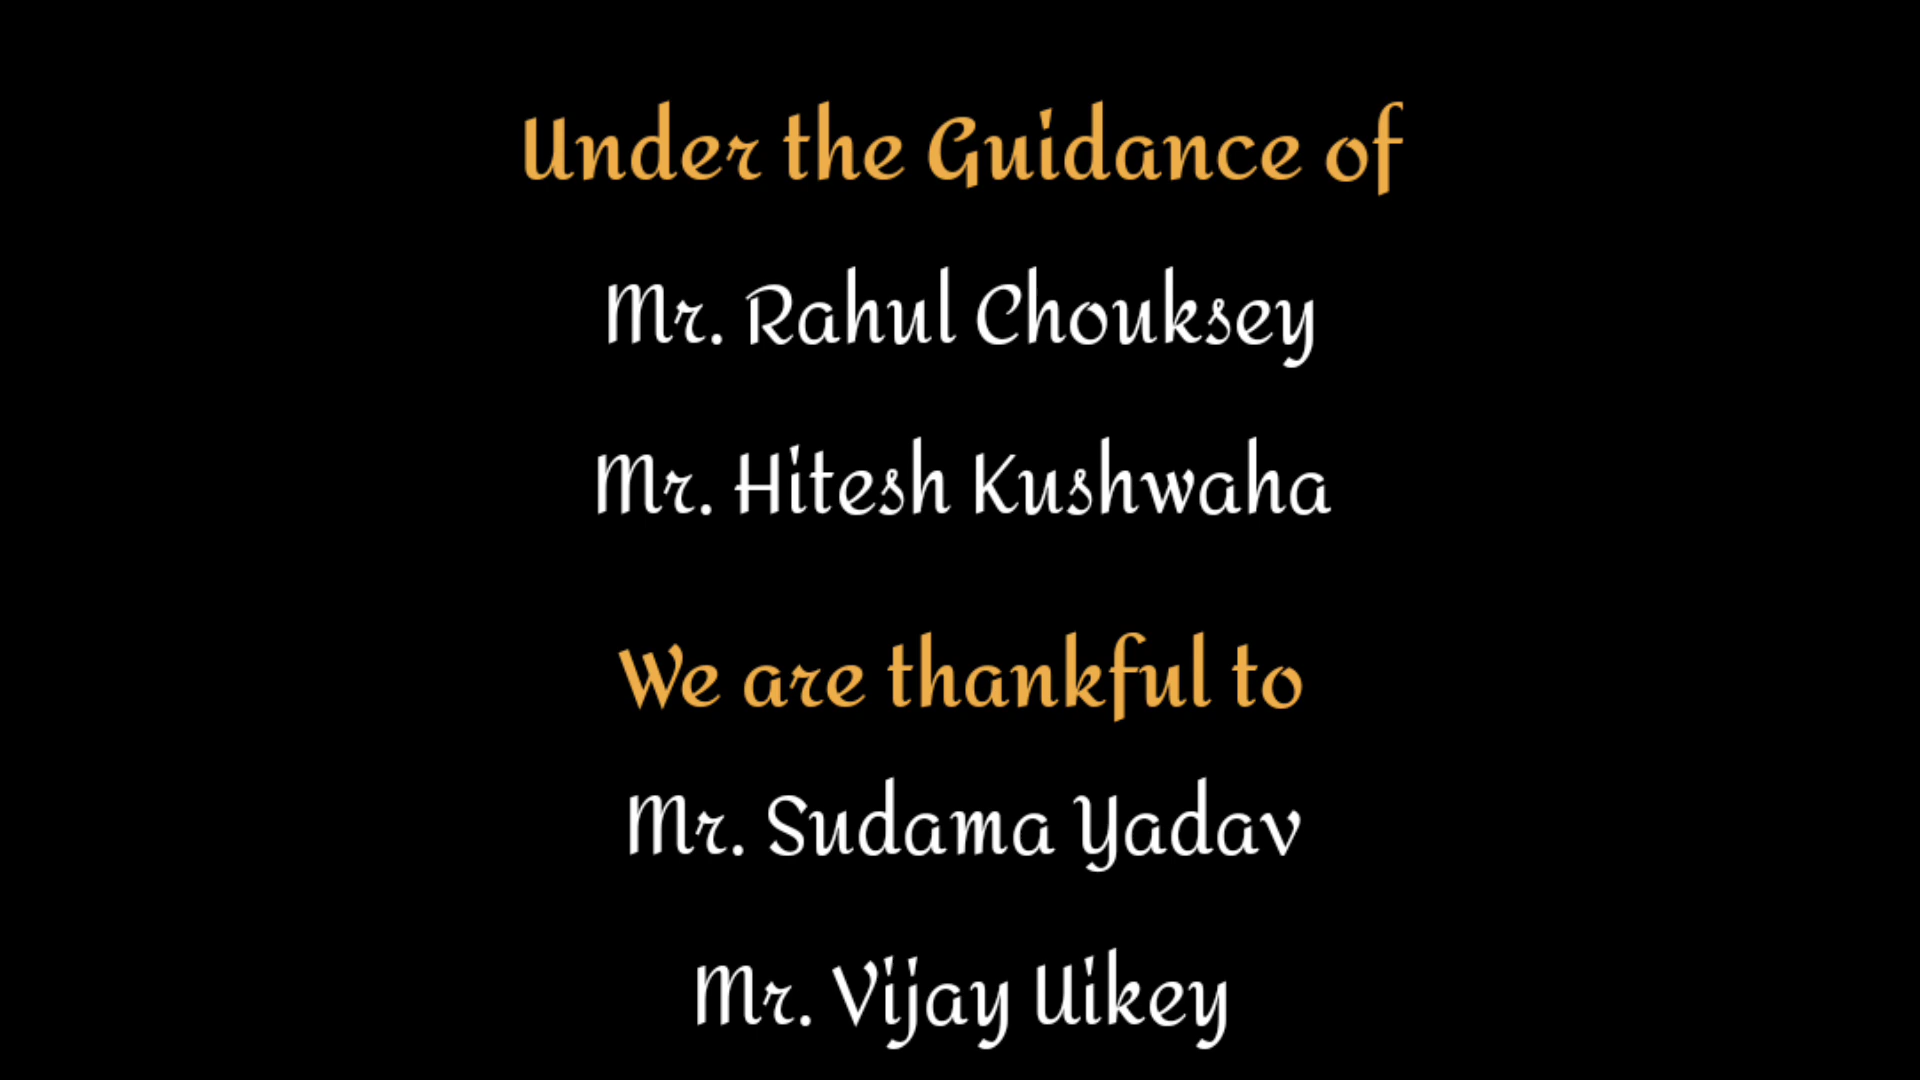 Under the Guidance of
Mr. Rahul Chouksey
Mr. Hitesh Kushwaha
We are thankful to
Mr. Sudama Yadav
Mr. Vijay Uikey